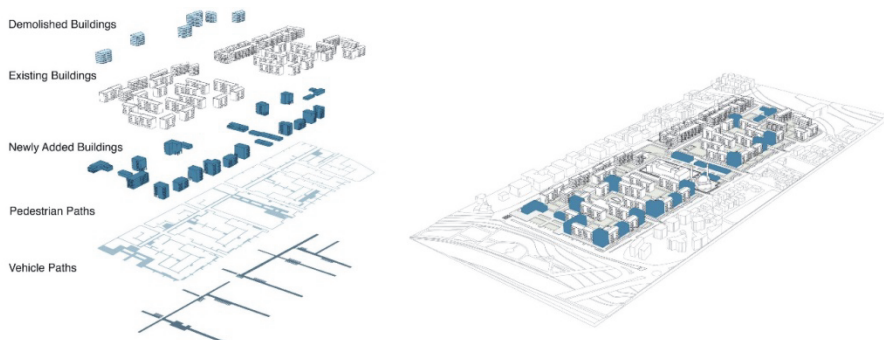 Demolished Buildings
Existing Buildings
Newly Added Buildings
Pedestrian Paths
Vehicle Paths